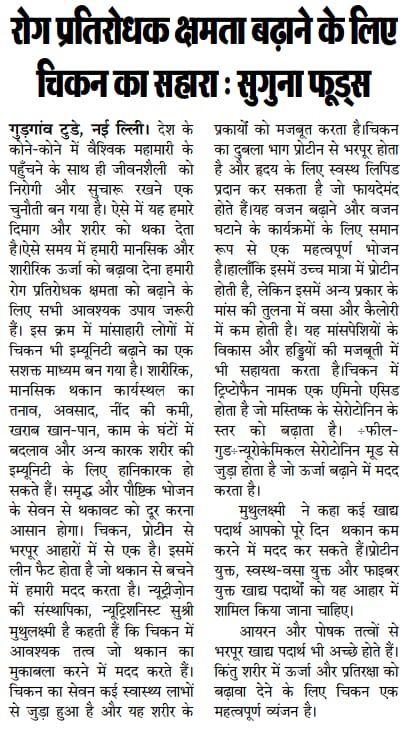 रोग प्रतिरोधक क्षमता बढ़ाने के लिए
चिकन का सहारा : सुगुना फूड्स
गुड़गांव टुडे, नई ल्लिी। देश के
कोने-कोने में वैश्विक महामारी के
पहुँचने के साथ ही जीवनशैली को
निरोगी और सुचारू रखने एक
चुनौती बन गया है। ऐसे में यह हमारे
दिमाग और शरीर को थका देता
है।ऐसे समय में हमारी मानसिक और
शारीरिक ऊर्जा को बढ़ावा देना हमारी
रोग प्रतिरोधक क्षमता को बढ़ाने के
लिए सभी आवश्यक उपाय जरूरी
हैं। इस क्रम में मांसाहारी लोगों में
चिकन भी इम्यूनिटी बढ़ाने का एक
सशक्त माध्यम बन गया है। शारीरिक,
मानसिक थकान कार्यस्थल का
तनाव, अवसाद, नींद की कमी,
खराब खान-पान, काम के घंटों में
बदलाव और अन्य कारक शरीर की
इम्यूनिटी के लिए हानिकारक हो
सकते हैं। समृद्ध और पौष्टिक भोजन
के सेवन से थकावट को दूर करना
आसान होगा। चिकन, प्रोटीन से
भरपूर आहारों में से एक है। इसमें
लीन फैट होता है जो थकान से बचने
में हमारी मदद करता है। न्यूट्रीज़ोन
की संस्थापिका, न्यूट्रिशनिस्ट सुश्री
मुथुलक्ष्मी है कहती हैं कि चिकन में
आवश्यक तत्व जो थकान का
मुकाबला करने में मदद करते हैं।
चिकन का सेवन कई स्वास्थ्य लाभों
से जुड़ा हुआ है और यह शरीर के
प्रकार्यों को मजबूत करता है।चिकन
का दुबला भाग प्रोटीन से भरपूर होता
है और हृदय के लिए स्वस्थ लिपिड
प्रदान कर सकता है जो फायदेमंद
होते हैं।यह वजन बढ़ाने और वजन
घटाने के कार्यक्रमों के लिए समान
रूप से एक महत्वपूर्ण भोजन
है।हालाँकि इसमें उच्च मात्रा में प्रोटीन
होती है, लेकिन इसमें अन्य प्रकार के
मांस की तुलना में वसा और कैलोरी
में कम होती है। यह मांसपेशियों के
विकास और हड्डियों की मजबूती में
भी सहायता करता है।चिकन में
ट्रिप्टोफैन नामक एक एमिनो एसिड
होता है जो मस्तिष्क के सेरोटोनिन के
स्तर को बढ़ाता है। ÷फील-
गुड÷न्यूरोकेमिकल सेरोटोनिन मूड से
जुड़ा होता है जो ऊर्जा बढ़ाने में मदद
करता है।
मुथुलक्ष्मी ने कहा कई खाद्य
पदार्थ आपको पूरे दिन थकान कम
करने में मदद कर सकते हैं।प्रोटीन
युक्त, स्वस्थ-वसा युक्त और फाइबर
युक्त खाद्य पदार्थों को यह आहार में
शामिल किया जाना चाहिए।
आयरन और पोषक तत्वों से
भरपूर खाद्य पदार्थ भी अच्छे होते हैं।
किंतु शरीर में ऊर्जा और प्रतिरक्षा को
बढ़ावा देने के लिए चिकन एक
महत्वपूर्ण व्यंजन है।